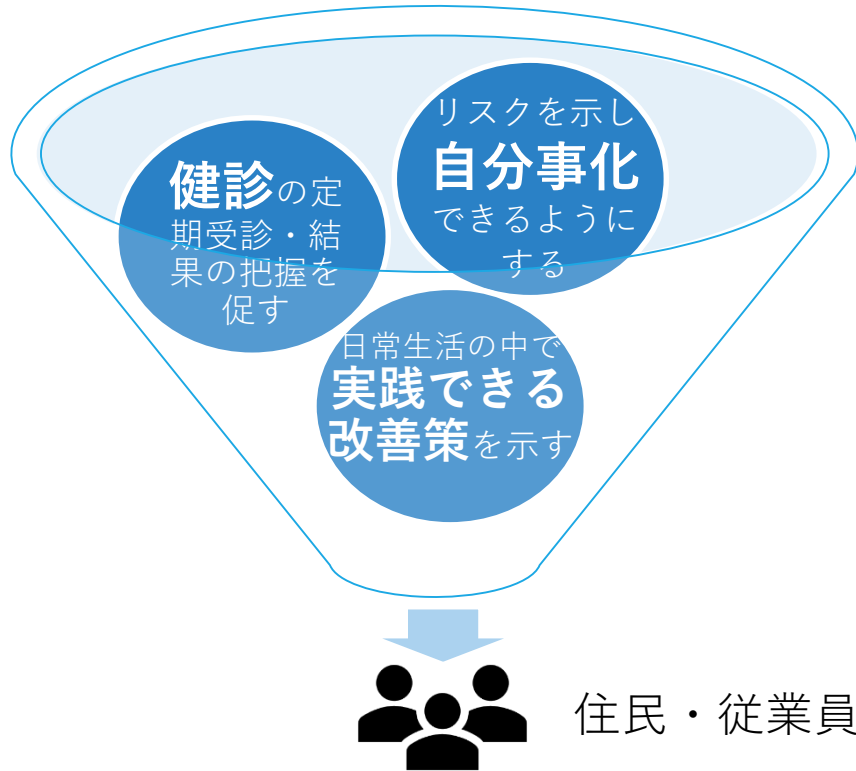 リスクを示し
自分事化
できるように
する
健診の定
期受診・結
果の把握を
促す
日常生活の中で
実践できる
改善策を示す
住民・従業員